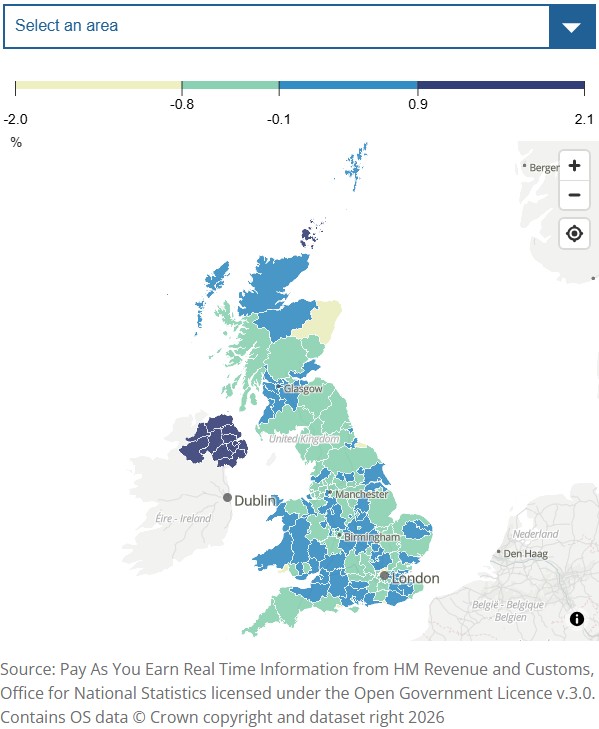 Select an area
-2.0 -0.8 -0.1 0.9 2.1
%
Bergen
+
−
Glasgow
United Kingdom
Manchester
Dublin
Éire - Ireland
Birmingham
Nederland
Den Haag
London
België - Belgique
Belgien
i
Source: Pay As You Earn Real Time Information from HM Revenue and Customs,
Office for National Statistics licensed under the Open Government Licence v.3.0.
Contains OS data © Crown copyright and dataset right 2026